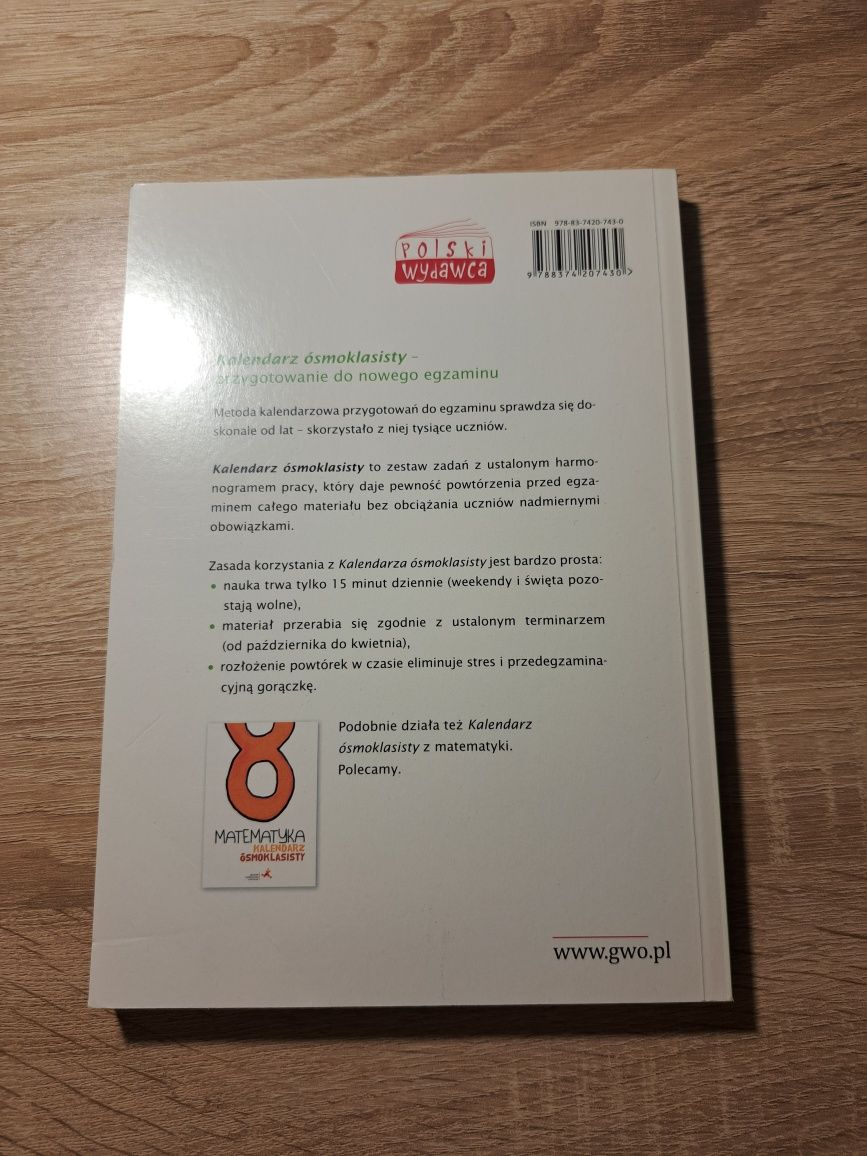 ISBN 978-83-7420-743-0
polski
wydawca
9 788374 207430 >
Kalendarz ósmoklasisty –
przygotowanie do nowego egzaminu
Metoda kalendarzowa przygotowań do egzaminu sprawdza się do-
skonale od lat – skorzystało z niej tysiące uczniów.
Kalendarz ósmoklasisty to zestaw zadań z ustalonym harmo-
nogramem pracy, który daje pewność powtórzenia przed egza-
minem całego materiału bez obciążania uczniów nadmiernymi
obowiązkami.
Zasada korzystania z Kalendarza ósmoklasisty jest bardzo prosta:
• nauka trwa tylko 15 minut dziennie (weekendy i święta pozo-
stają wolne),
• materiał przerabia się zgodnie z ustalonym terminarzem
(od października do kwietnia),
• rozłożenie powtórek w czasie eliminuje stres i przedegzamina-
cyjną gorączkę.
Podobnie działa też Kalendarz
ósmoklasisty z matematyki.
Polecamy.
8
MATEMATYKA
KALENDARZ
ÓSMOKLASISTY
www.gwo.pl